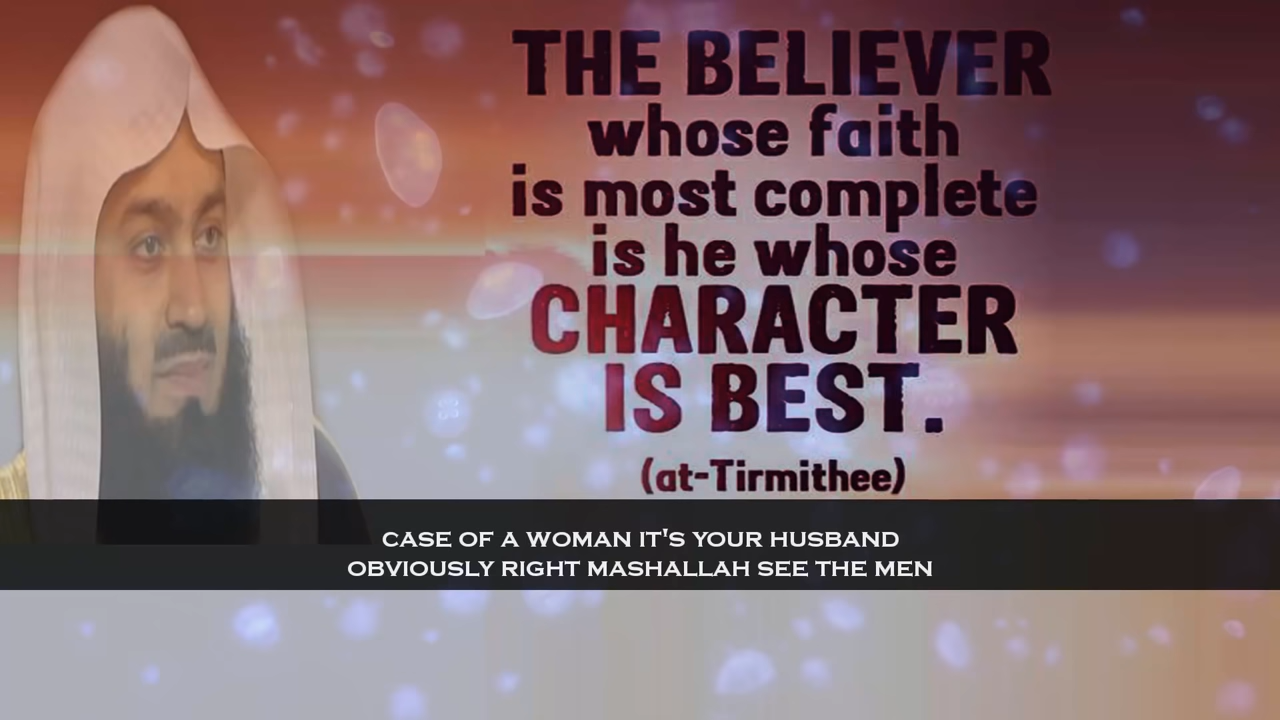 THE BELIEVER
whose faith
is most complete
is he whose
CHARACTER
IS BEST.
(at-Tirmithee)
CASE OF A WOMAN IT'S YOUR HUSBAND
OBVIOUSLY RIGHT MASHALLAH SEE THE MEN